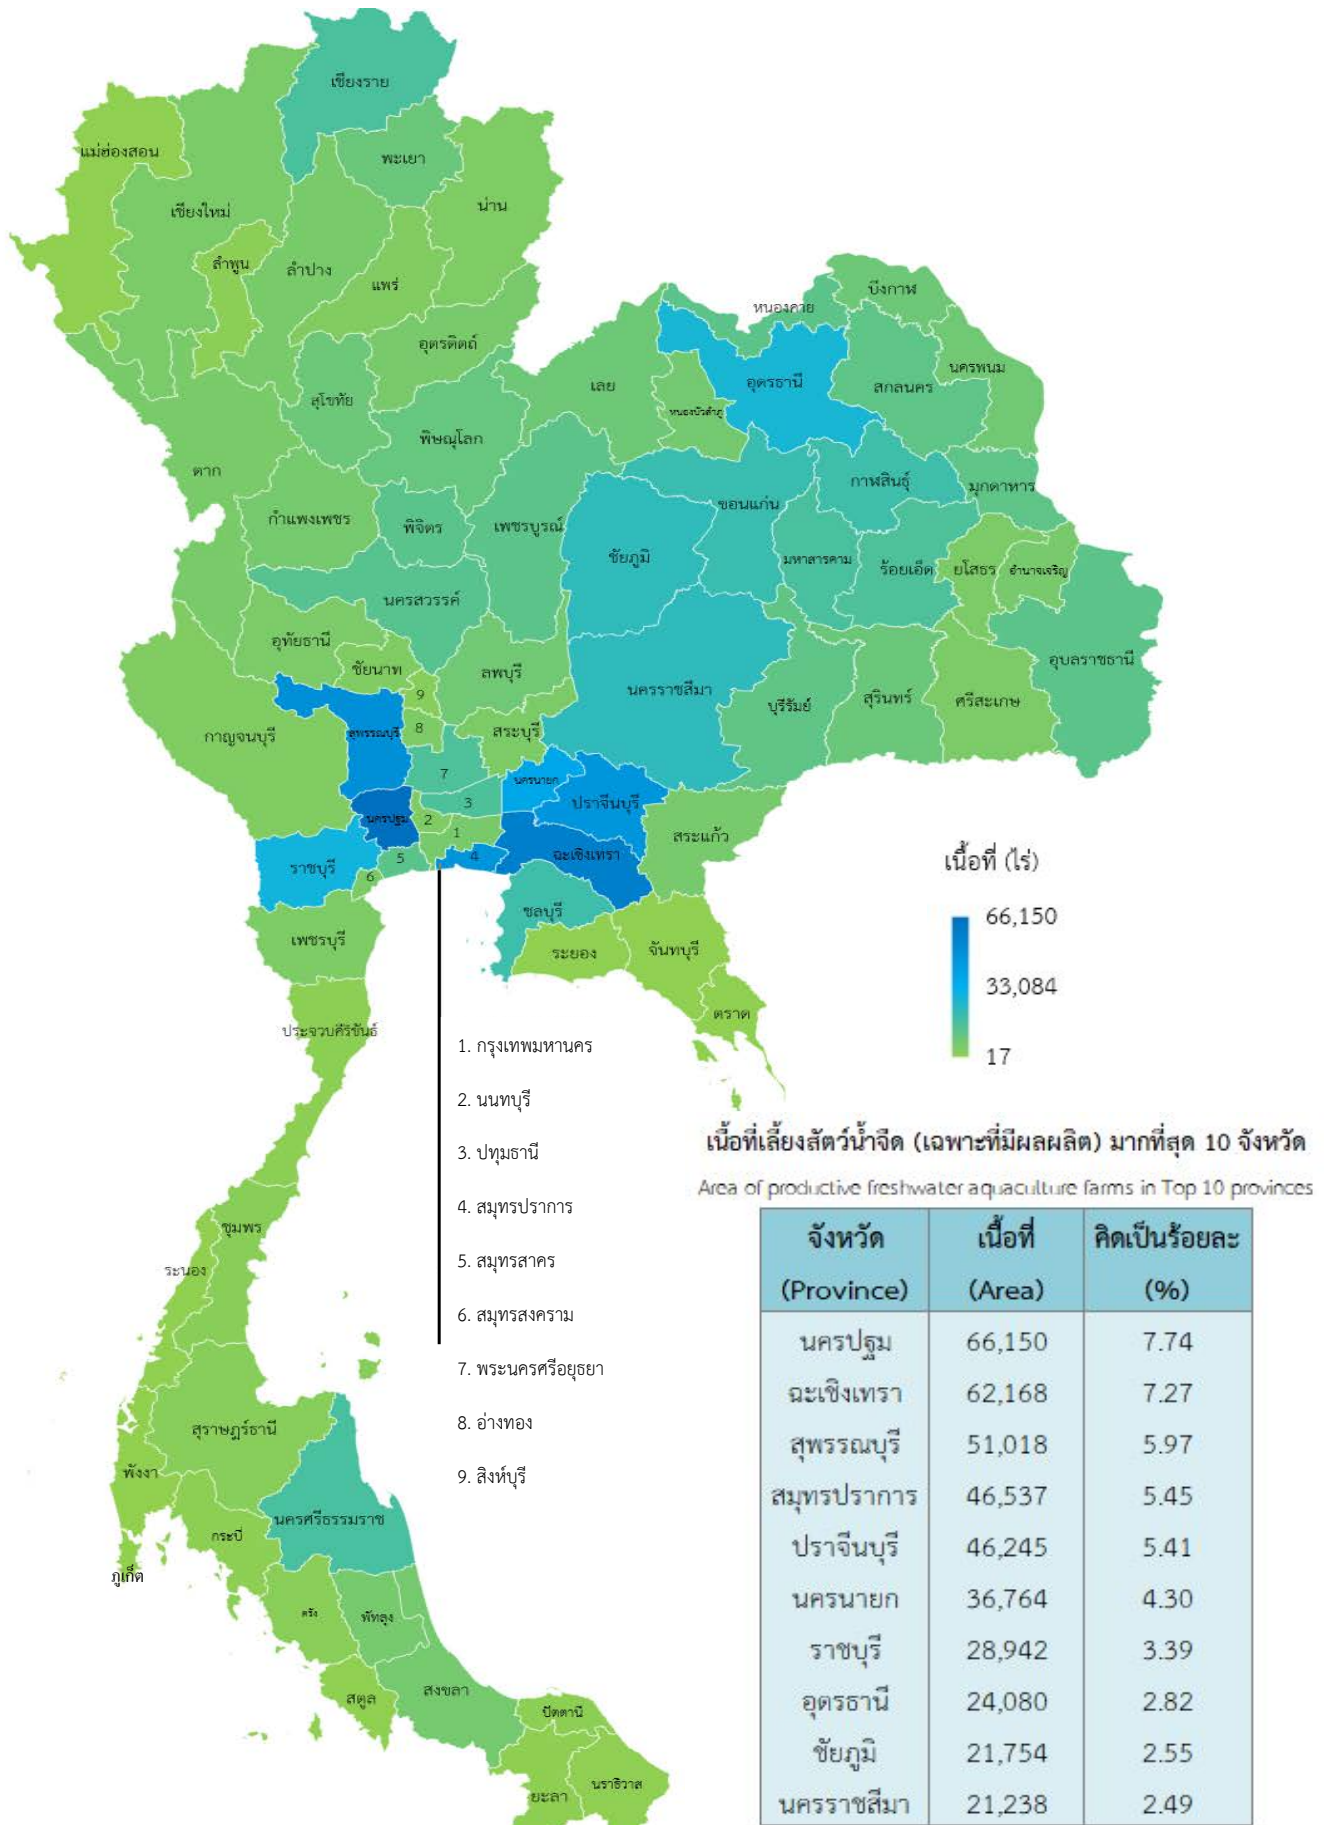 เชียงราย
แม่ฮ่องสอน
พะเยา
เชียงใหม่
น่าน
ลำพูน
ลำปาง
แพร่
บึงกาฬ
หนองคาย
อุตรดิตถ์
เลย
อุดรธานี
นครพนม
สกลนคร
สุโขทัย
หนองบัวลำภู
พิษณุโลก
ตาก
กาฬสินธุ์
มุกดาหาร
ขอนแก่น
กำแพงเพชร
พิจิตร
เพชรบูรณ์
ชัยภูมิ
มหาสารคาม
ร้อยเอ็ด
ยโสธร
อำนาจเจริญ
นครสวรรค์
อุทัยธานี
ชัยนาท
ลพบุรี
อุบลราชธานี
นครราชสีมา
9
บุรีรัมย์
สุรินทร์
ศรีสะเกษ
กาญจนบุรี
สุพรรณบุรี
8
สระบุรี
7
นครนายก
ปราจีนบุรี
3
นครปฐม
2
1
สระแก้ว
ราชบุรี
5
4
ฉะเชิงเทรา
6
ชลบุรี
เพชรบุรี
ระยอง
จันทบุรี
ตราด
ประจวบคีรีขันธ์
เนื้อที่ (ไร่)
66,150
33,084
17
1. กรุงเทพมหานคร
2. นนทบุรี
3. ปทุมธานี
4. สมุทรปราการ
5. สมุทรสาคร
6. สมุทรสงคราม
7. พระนครศรีอยุธยา
8. อ่างทอง
9. สิงห์บุรี
ชุมพร
ระนอง
สุราษฎร์ธานี
พังงา
นครศรีธรรมราช
กระบี่
ภูเก็ต
ตรัง
พัทลุง
สงขลา
สตูล
ปัตตานี
ยะลา
นราธิวาส
เนื้อที่เลี้ยงสัตว์น้ำจืด (เฉพาะที่มีผลผลิต) มากที่สุด 10 จังหวัด
Area of productive freshwater aquaculture farms in Top 10 provinces
จังหวัด เนื้อที่ คิดเป็นร้อยละ
(Province) (Area) (%)
นครปฐม 66,150 7.74
ฉะเชิงเทรา 62,168 7.27
สุพรรณบุรี 51,018 5.97
สมุทรปราการ 46,537 5.45
ปราจีนบุรี 46,245 5.41
นครนายก 36,764 4.30
ราชบุรี 28,942 3.39
อุดรธานี 24,080 2.82
ชัยภูมิ 21,754 2.55
นครราชสีมา 21,238 2.49